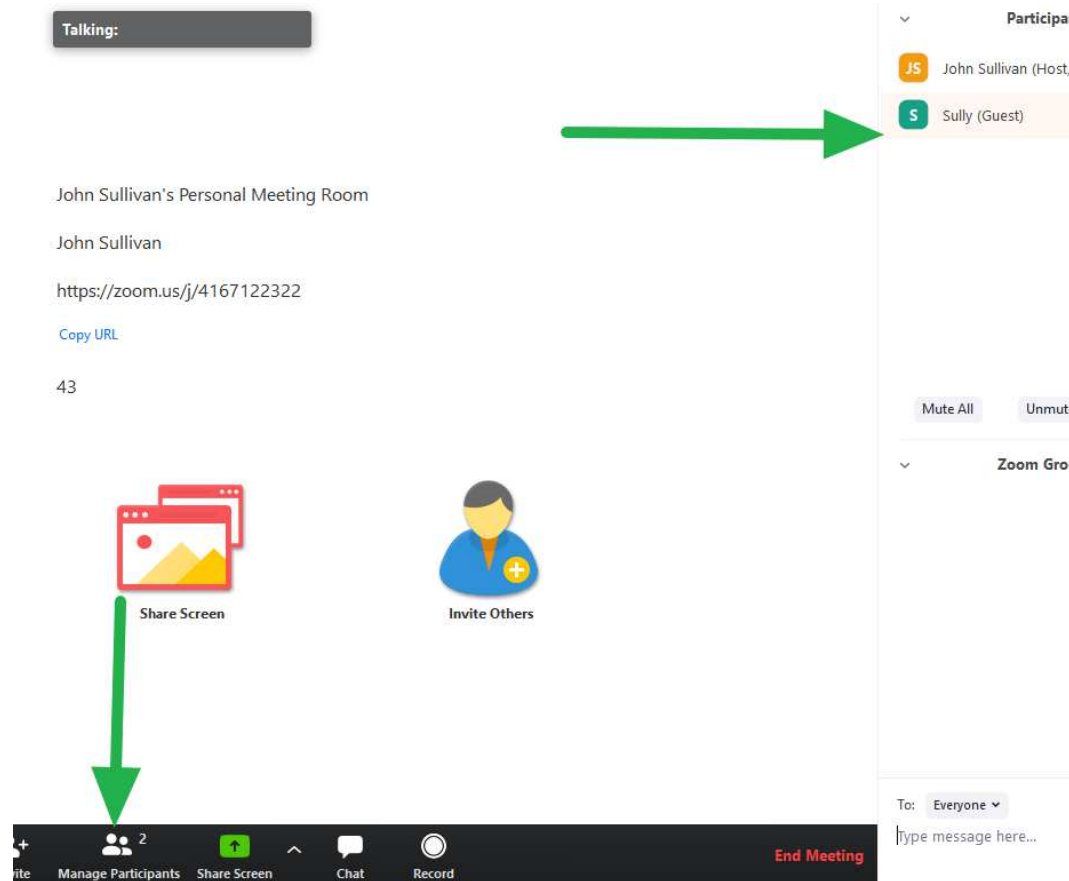 Talking:
John Sullivan's Personal Meeting Room
John Sullivan
https://zoom.us/j/4167122322
Copy URL
43
Share Screen
Invite Others
2
ite
Manage Participants
Share Screen
Chat
Record
End Meeting
Participa
JS John Sullivan (Host,
S Sully (Guest)
Mute All
Unmut
Zoom Gro
To: Everyone
Type message here...